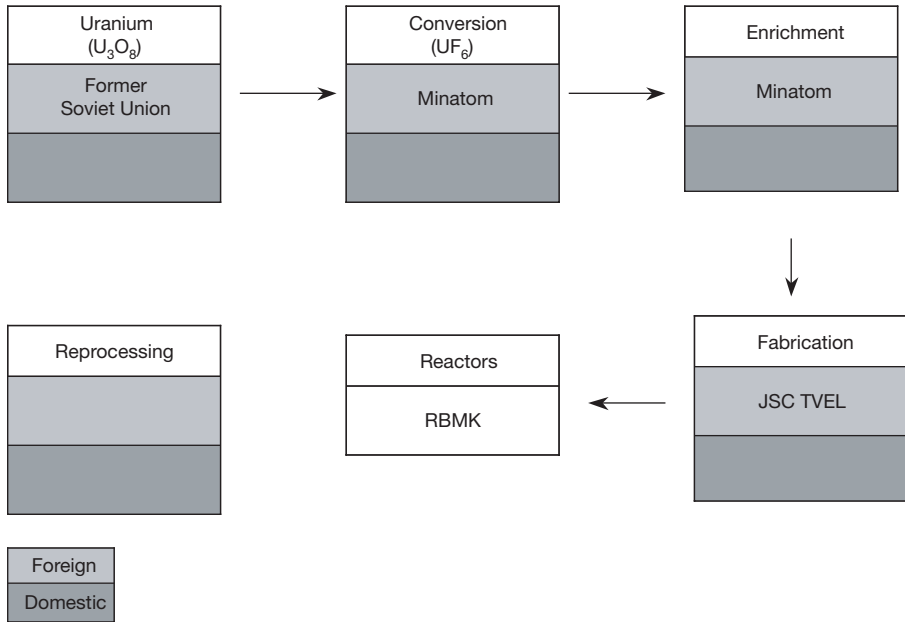 Uranium
(U₃O₈)
Former
Soviet Union
Conversion
(UF₆)
Minatom
Enrichment
Minatom
Fabrication
JSC TVEL
Reactors
RBMK
Reprocessing
Foreign
Domestic